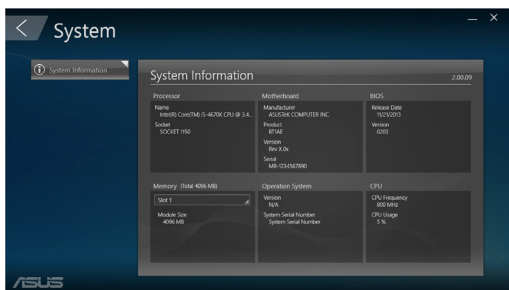 System
System Information
System Information
2.00.09
Processor
Name
Intel(R) Core(TM) i5-4670K CPU @ 3.4...
Socket
SOCKET 1150
Motherboard
Manufacturer
ASUSTeK COMPUTER INC.
Product
BT1AE
Version
Rev X.0x
Serial
MB-1234567890
BIOS
Release Date
11/21/2013
Version
0203
Memory (Total 4096 MB)
Slot 1
Module Size
4096 MB
Operation System
Version
N/A
System Serial Number
System Serial Number
CPU
CPU Frequency
800 MHz
CPU Usage
5 %
ASUS